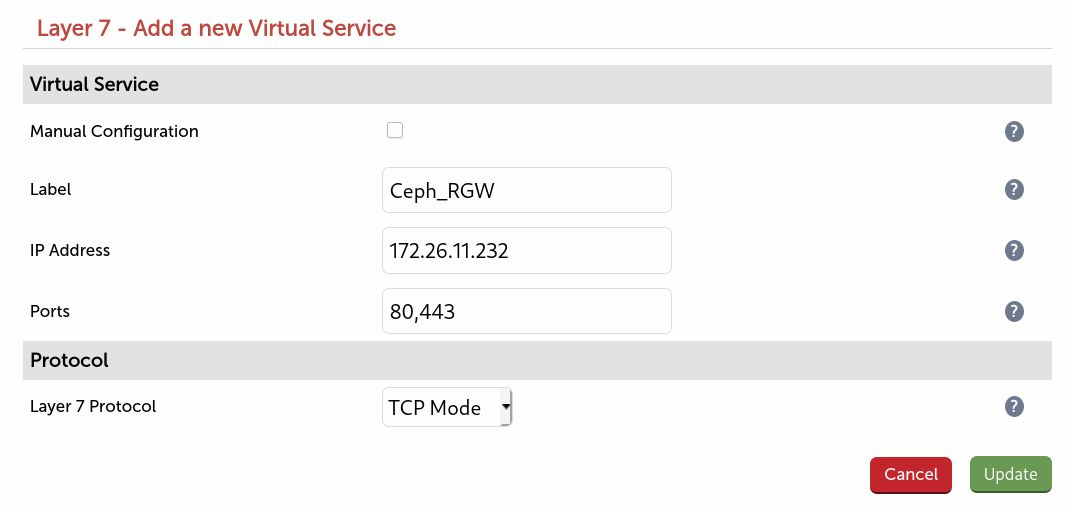 Layer 7 - Add a new Virtual Service
Virtual Service
Manual Configuration ?
Label Ceph_RGW ?
IP Address 172.26.11.232 ?
Ports 80,443 ?
Protocol
Layer 7 Protocol TCP Mode ?
Cancel Update